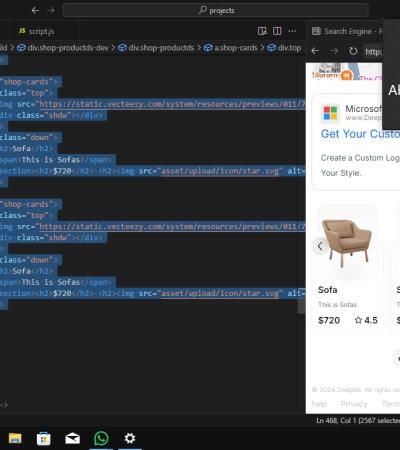 projects
JS script.js
Search Engine - F
ild > div.shop-productds-dev > div.shop-productds > a.shop-cards > div.top
http:
>
"shop-cards">
class="top">
img src="https://static.vecteezy.com/system/resources/previews/011/7
div class="shdw"></div>
>
class="down">
h2>Sofa</h2>
span>This is Sofas</span>
section><h2>$720</h2> <h2><img src="asset/upload/icon/star.svg" alt=
>
"shop-cards">
class="top">
img src="https://static.vecteezy.com/system/resources/previews/011/7
div class="shdw"></div>
>
class="down">
h2>Sofa</h2>
span>This is Sofas</span>
section><h2>$720</h2> <h2><img src="asset/upload/icon/star.svg" alt=
>
->
Al
Microsof
www.Deep
Get Your Custo
Create a Custom Log
Your Style.
Sofa
This is Sofas
$720 4.5
S
Th
$
© 2024 Deepdie. All rights re
help Privacy Term
Ln 468, Col 1 (2567 selected